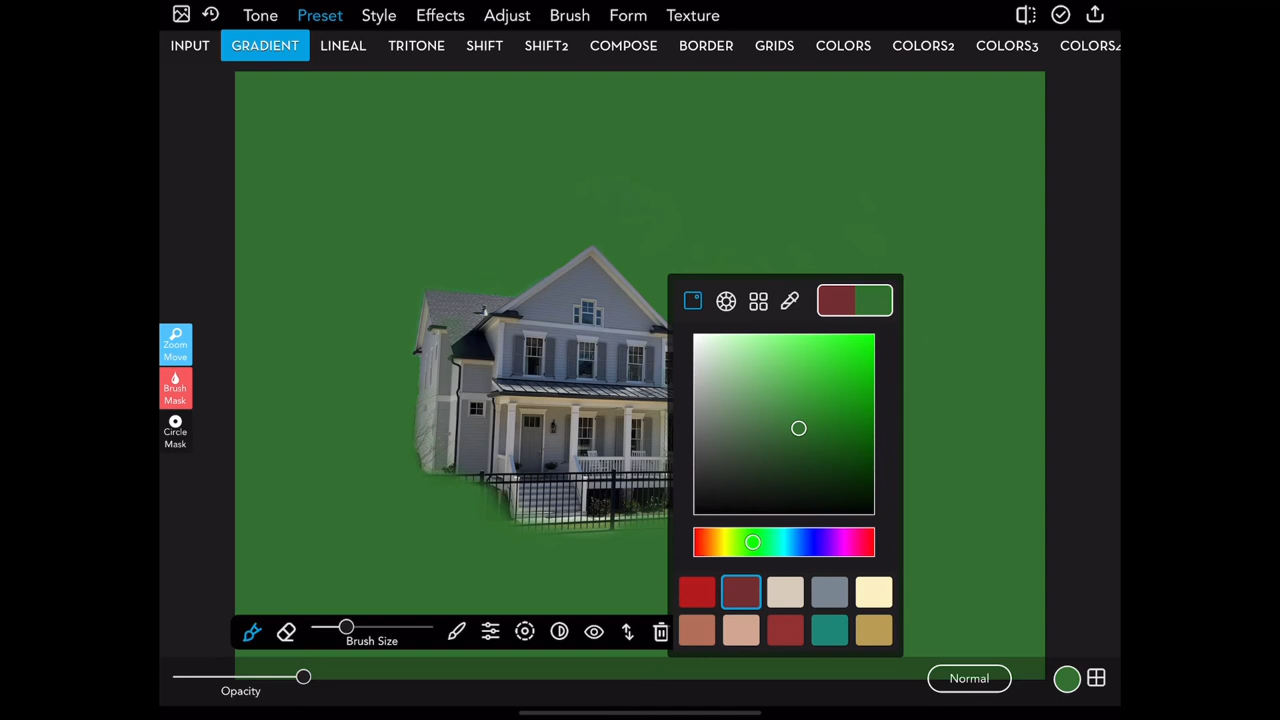 Tone Preset Style Effects Adjust Brush Form Texture
INPUT GRADIENT LINEAL TRITONE SHIFT SHIFT2 COMPOSE BORDER GRIDS COLORS COLORS2 COLORS3 COLORS4
Zoom
Move
Brush
Mask
Circle
Mask
Brush Size
Opacity
Normal